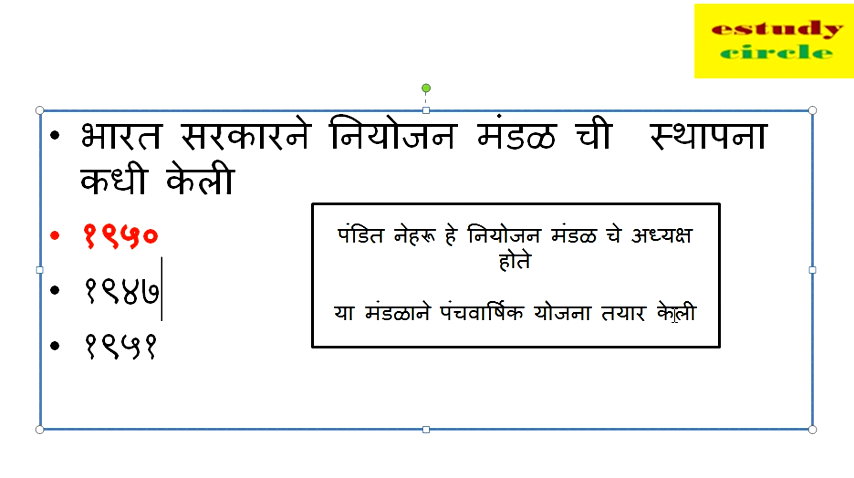 estudy
circle
• भारत सरकारने नियोजन मंडळ ची स्थापना
कधी केली
• १९५०
• १९४७
• १९५१
पंडित नेहरू हे नियोजन मंडळ चे अध्यक्ष
होते
या मंडळाने पंचवार्षिक योजना तयार केली